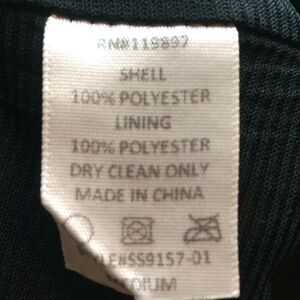 RN#119897
SHELL
100% POLYESTER
LINING
100% POLYESTER
DRY CLEAN ONLY
MADE IN CHINA
#SS9157-01